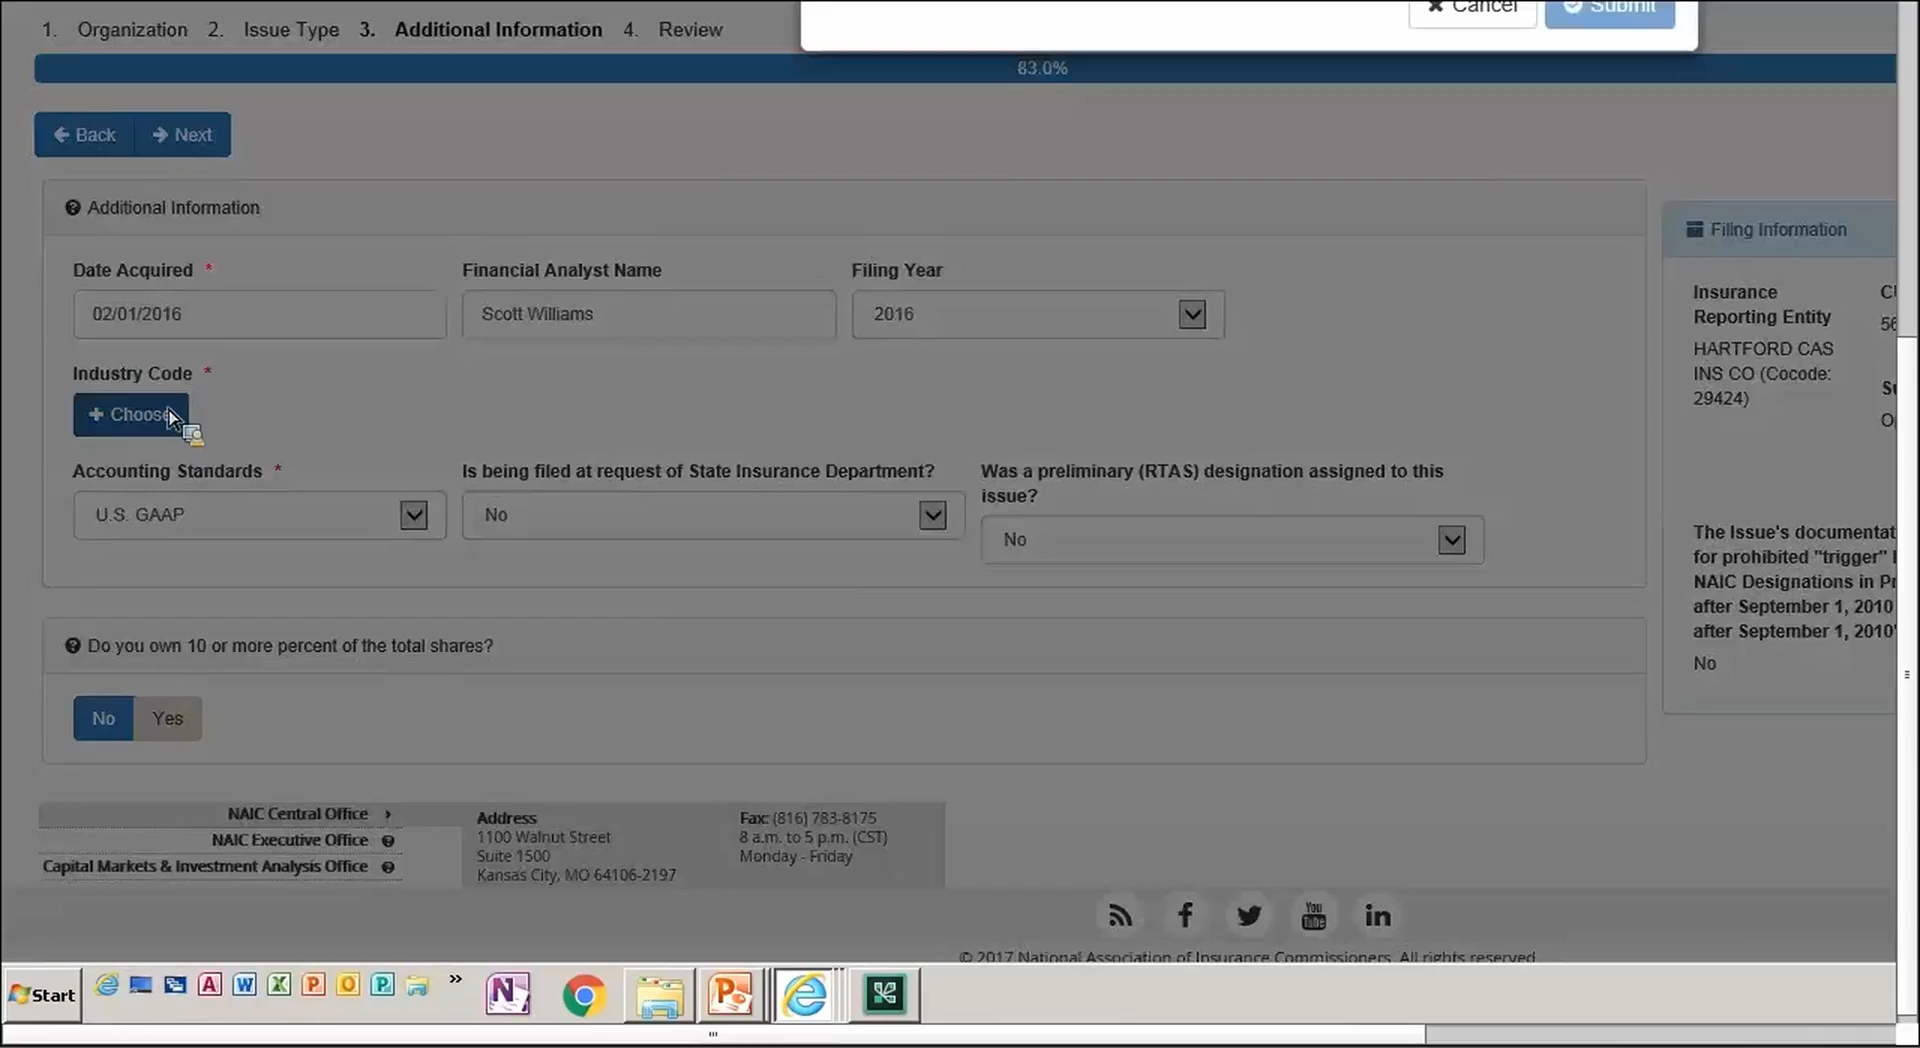 Cancel Submit
1. Organization 2. Issue Type 3. Additional Information 4. Review
83.0%
Back Next
Additional Information
Filing Information
Date Acquired * Financial Analyst Name Filing Year
02/01/2016 Scott Williams 2016
Insurance
Reporting Entity
HARTFORD CAS
INS CO (Cocode:
29424)
56
Industry Code *
Choose
Accounting Standards * Is being filed at request of State Insurance Department? Was a preliminary (RTAS) designation assigned to this
issue?
U.S. GAAP No No
The Issue's documentat
for prohibited "trigger"
NAIC Designations in Pr
after September 1, 2010
after September 1, 2010"
No
Do you own 10 or more percent of the total shares?
No Yes
NAIC Central Office
NAIC Executive Office
Capital Markets & Investment Analysis Office
Address
1100 Walnut Street
Suite 1500
Kansas City, MO 64106-2197
Fax: (816) 783-8175
8 a.m. to 5 p.m. (CST)
Monday - Friday
You
Tube
in
© 2017 National Association of Insurance Commissioners. All rights reserved
Start